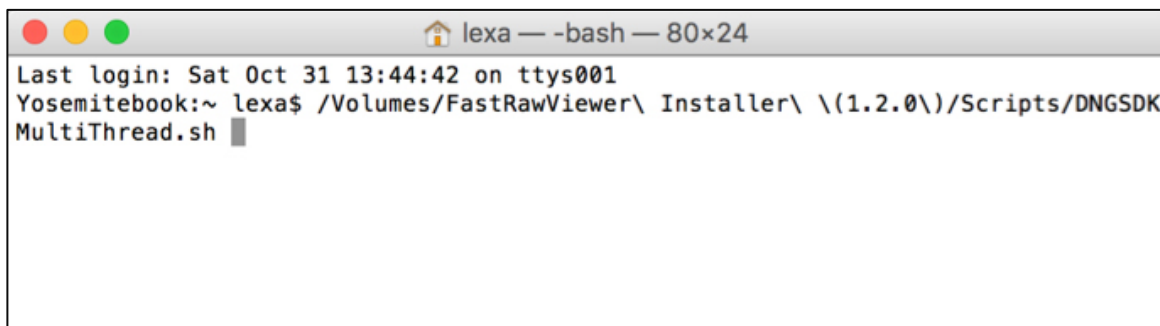 lexa — -bash — 80×24
Last login: Sat Oct 31 13:44:42 on ttys001
Yosemitebook:~ lexa$ /Volumes/FastRawViewer\ Installer\ \(1.2.0\)/Scripts/DNGSDK
MultiThread.sh